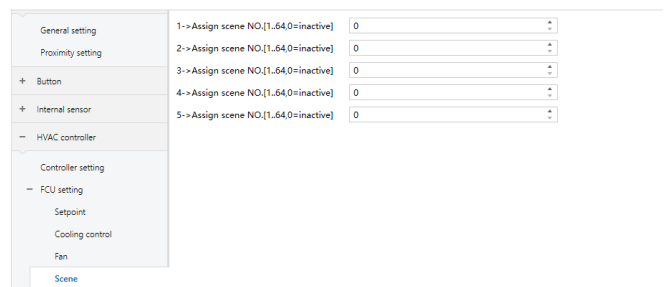 General setting
Proximity setting
+ Button
+ Internal sensor
− HVAC controller
Controller setting
− FCU setting
Setpoint
Cooling control
Fan
Scene
1->Assign scene NO.[1..64,0=inactive] 0
2->Assign scene NO.[1..64,0=inactive] 0
3->Assign scene NO.[1..64,0=inactive] 0
4->Assign scene NO.[1..64,0=inactive] 0
5->Assign scene NO.[1..64,0=inactive] 0